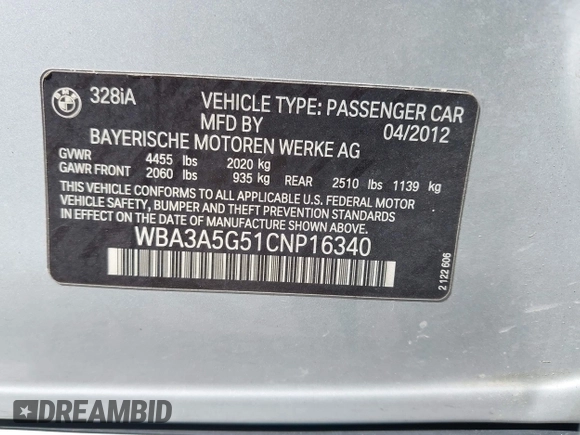 BMW
328iA
VEHICLE TYPE: PASSENGER CAR
MFD BY 04/2012
BAYERISCHE MOTOREN WERKE AG
GVWR 4455 lbs 2020 kg
GAWR FRONT 2060 lbs 935 kg REAR 2510 lbs 1139 kg
THIS VEHICLE CONFORMS TO ALL APPLICABLE U.S. FEDERAL MOTOR
VEHICLE SAFETY, BUMPER, AND THEFT PREVENTION STANDARDS
IN EFFECT ON THE DATE OF MANUFACTURE SHOWN ABOVE.
WBA3A5G51CNP16340
2 122 606
DREAMBID